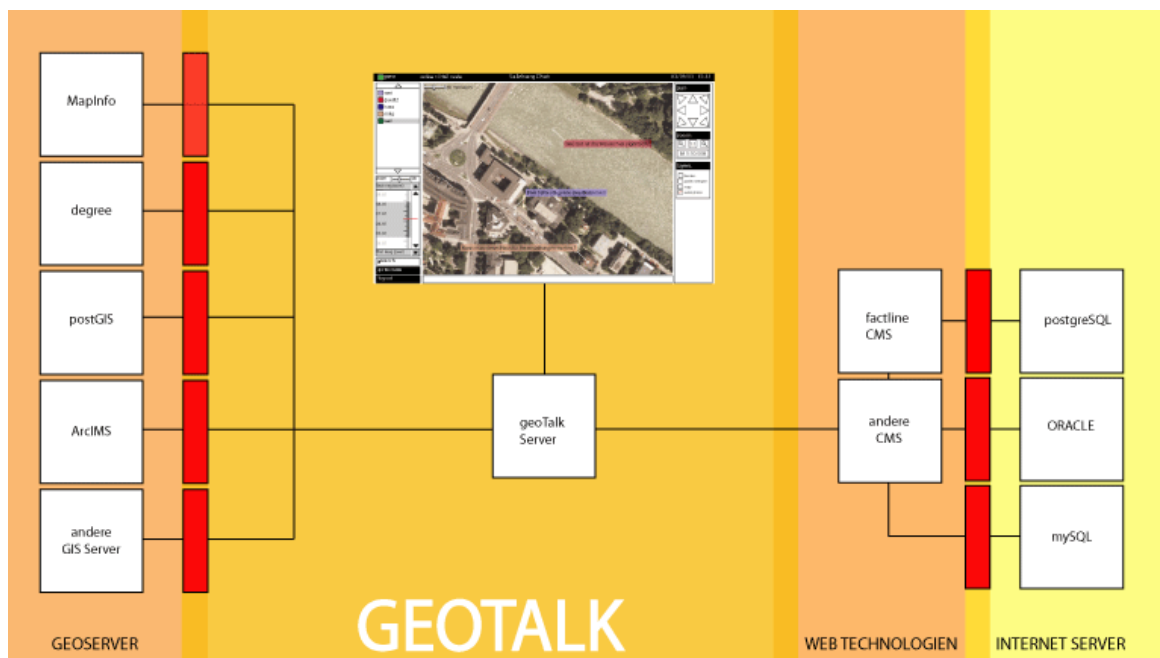 MapInfo
degree
postGIS
ArcIMS
andere
GIS Server
GEOSERVER
geoTalk
Server
GEOTALK
factline
CMS
andere
CMS
WEB TECHNOLOGIEN
postgreSQL
ORACLE
mySQL
INTERNET SERVER